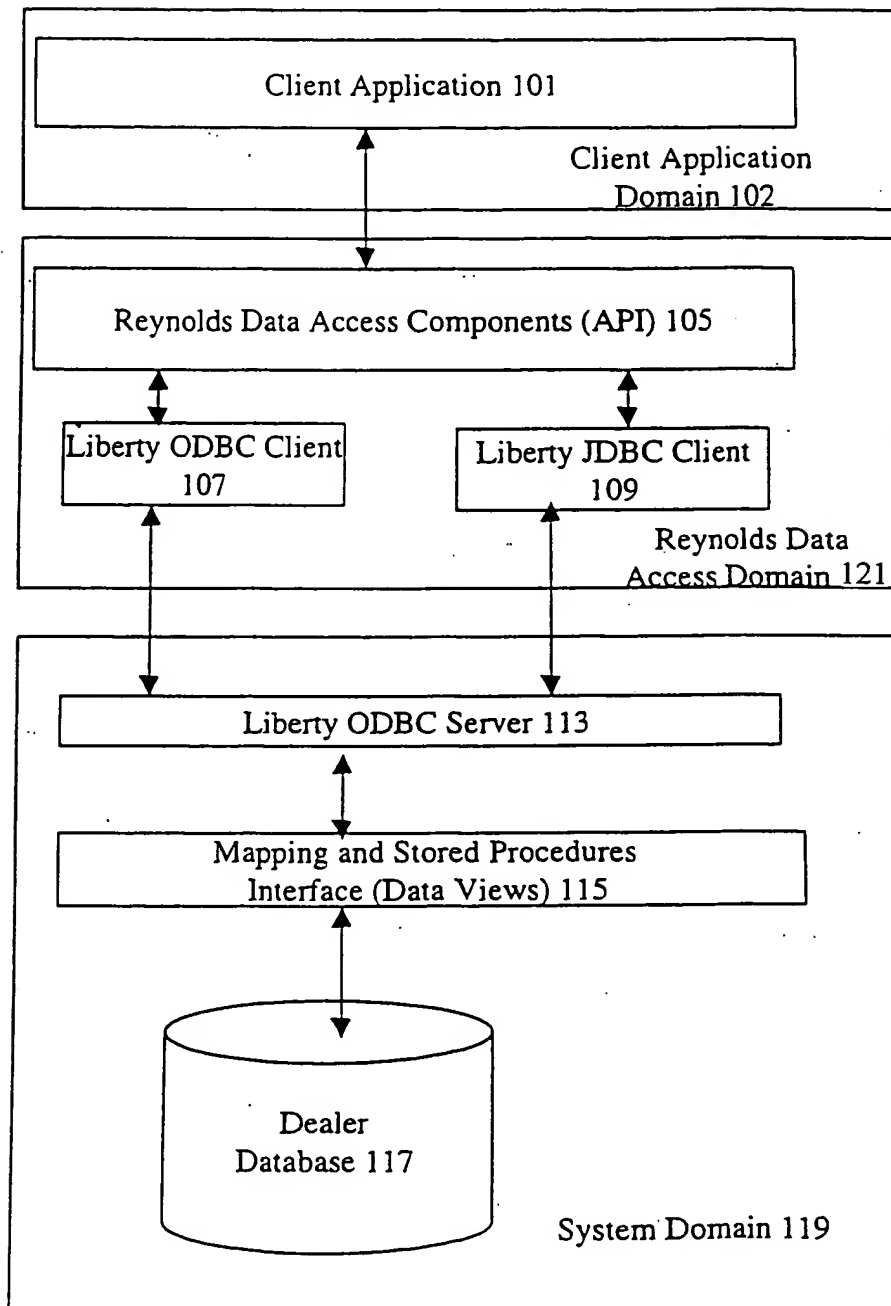 Client Application 101
Client Application
Domain 102
Reynolds Data Access Components (API) 105
Liberty ODBC Client
107
Liberty JDBC Client
109
Reynolds Data
Access Domain 121
Liberty ODBC Server 113
Mapping and Stored Procedures
Interface (Data Views) 115
Dealer
Database 117
System Domain 119